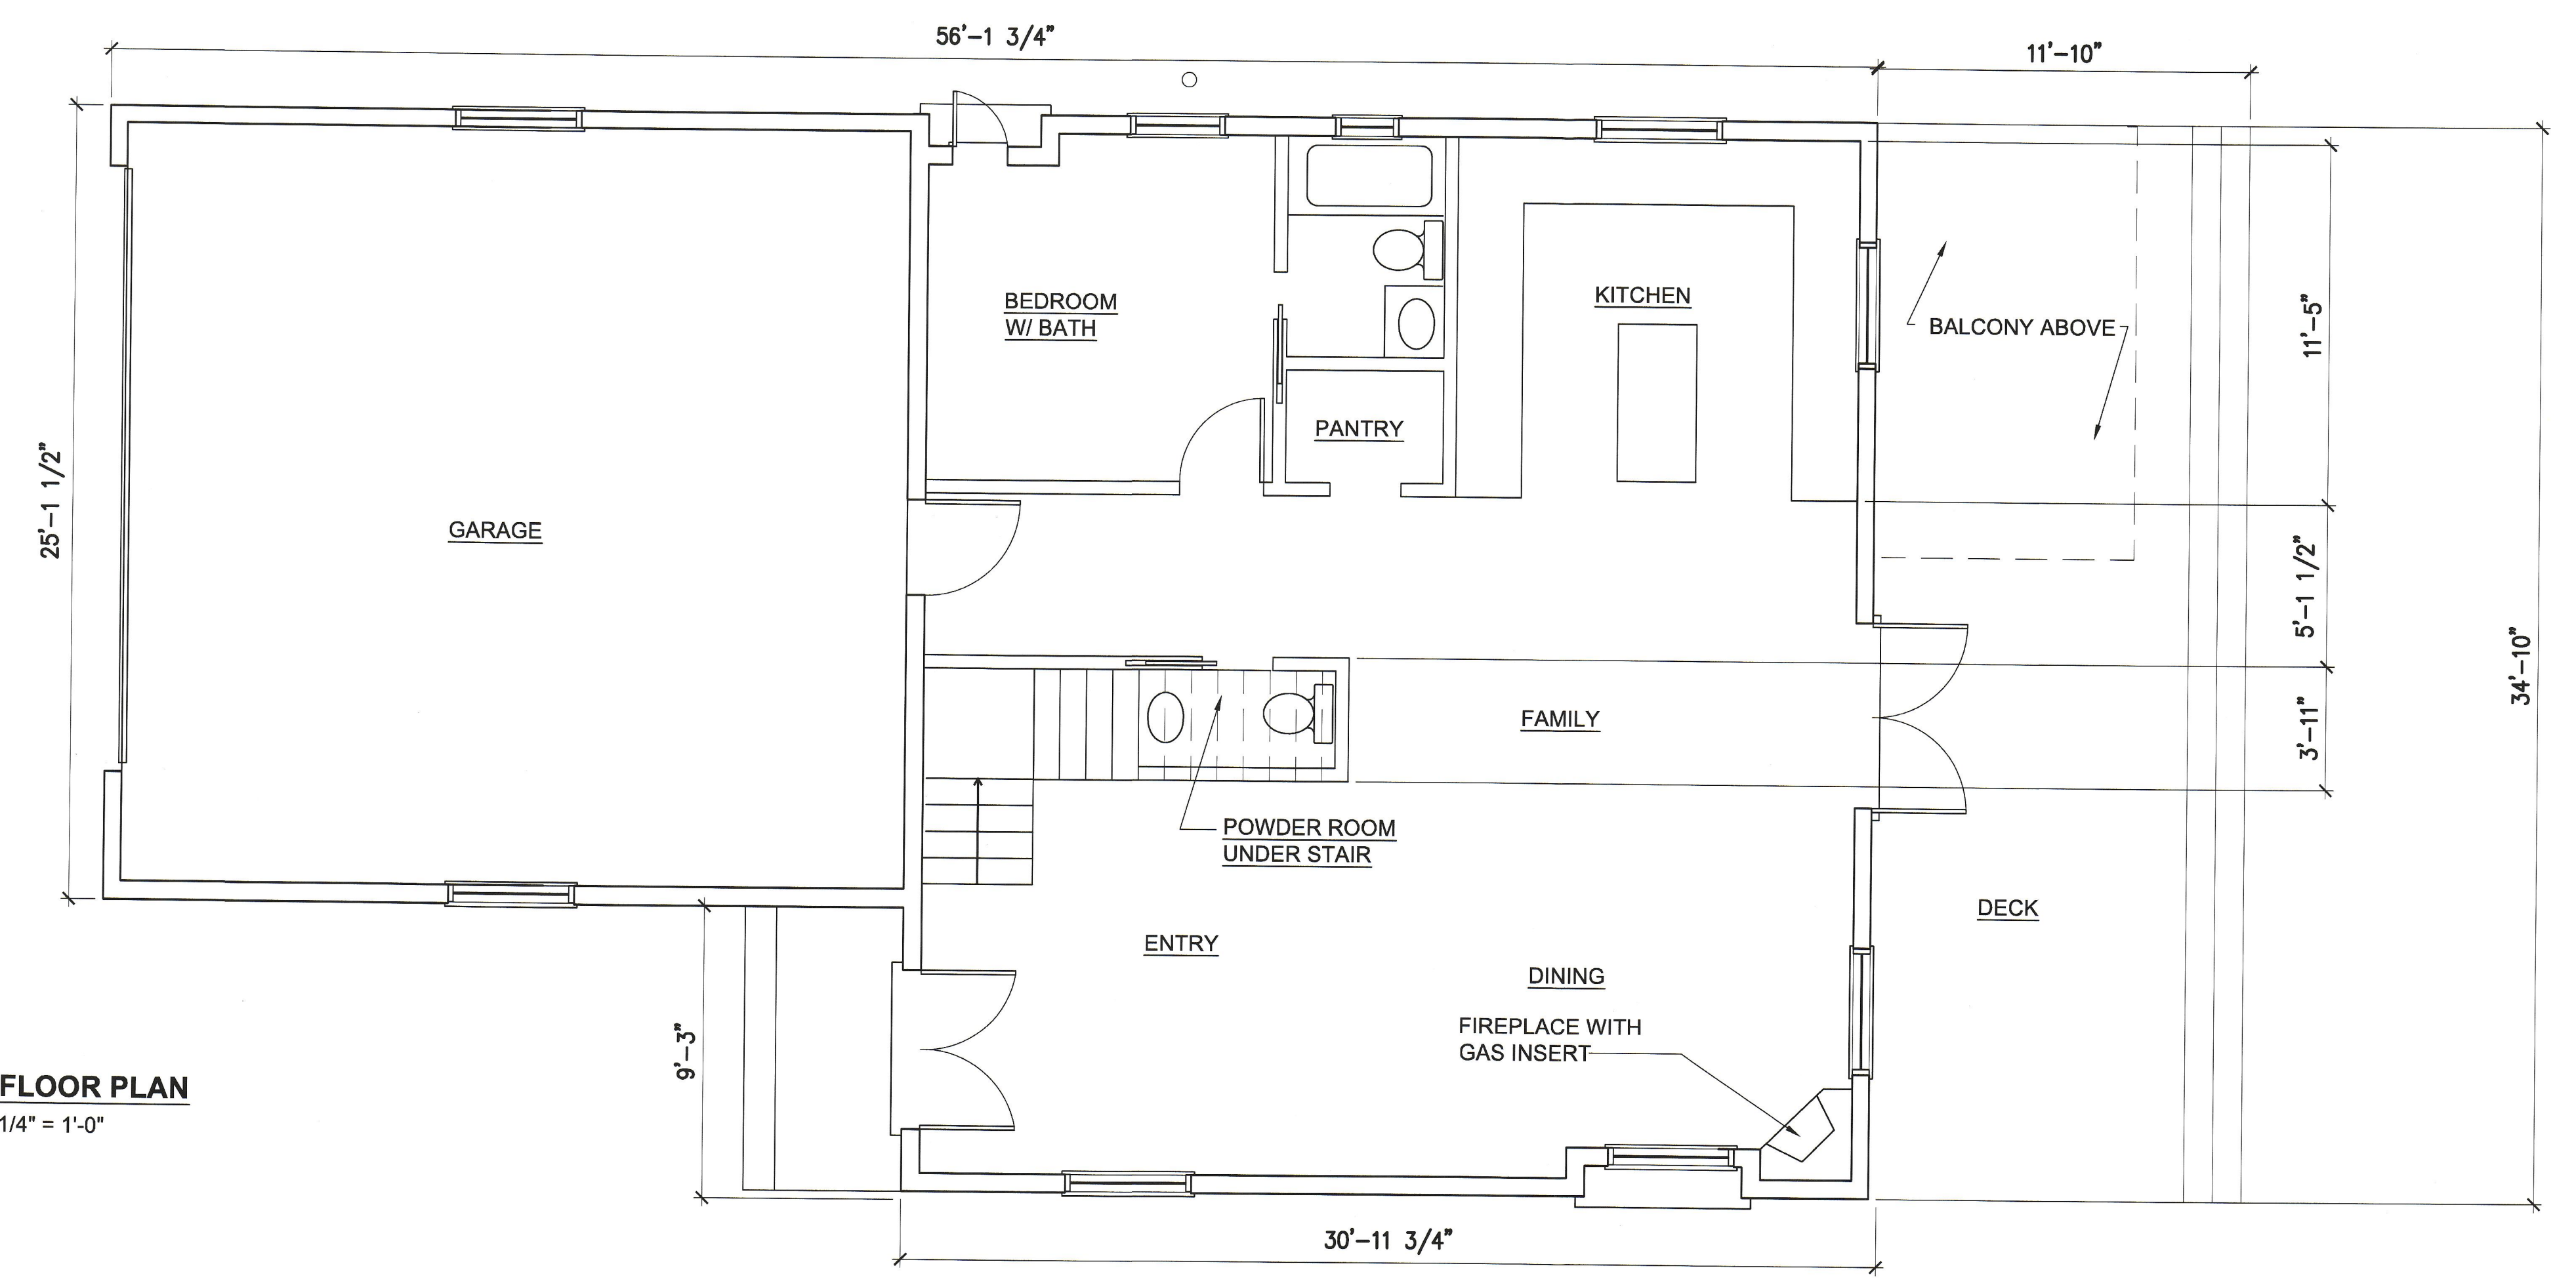 56'-1 3/4"
11'-10"
25'-1 1/2"
BEDROOM
W/ BATH
KITCHEN
BALCONY ABOVE
11'-5"
PANTRY
GARAGE
5'-1 1/2"
34'-10"
FAMILY
3'-11"
POWDER ROOM
UNDER STAIR
DECK
ENTRY
DINING
FIREPLACE WITH
GAS INSERT
9'-3"
FLOOR PLAN
1/4" = 1'-0"
30'-11 3/4"